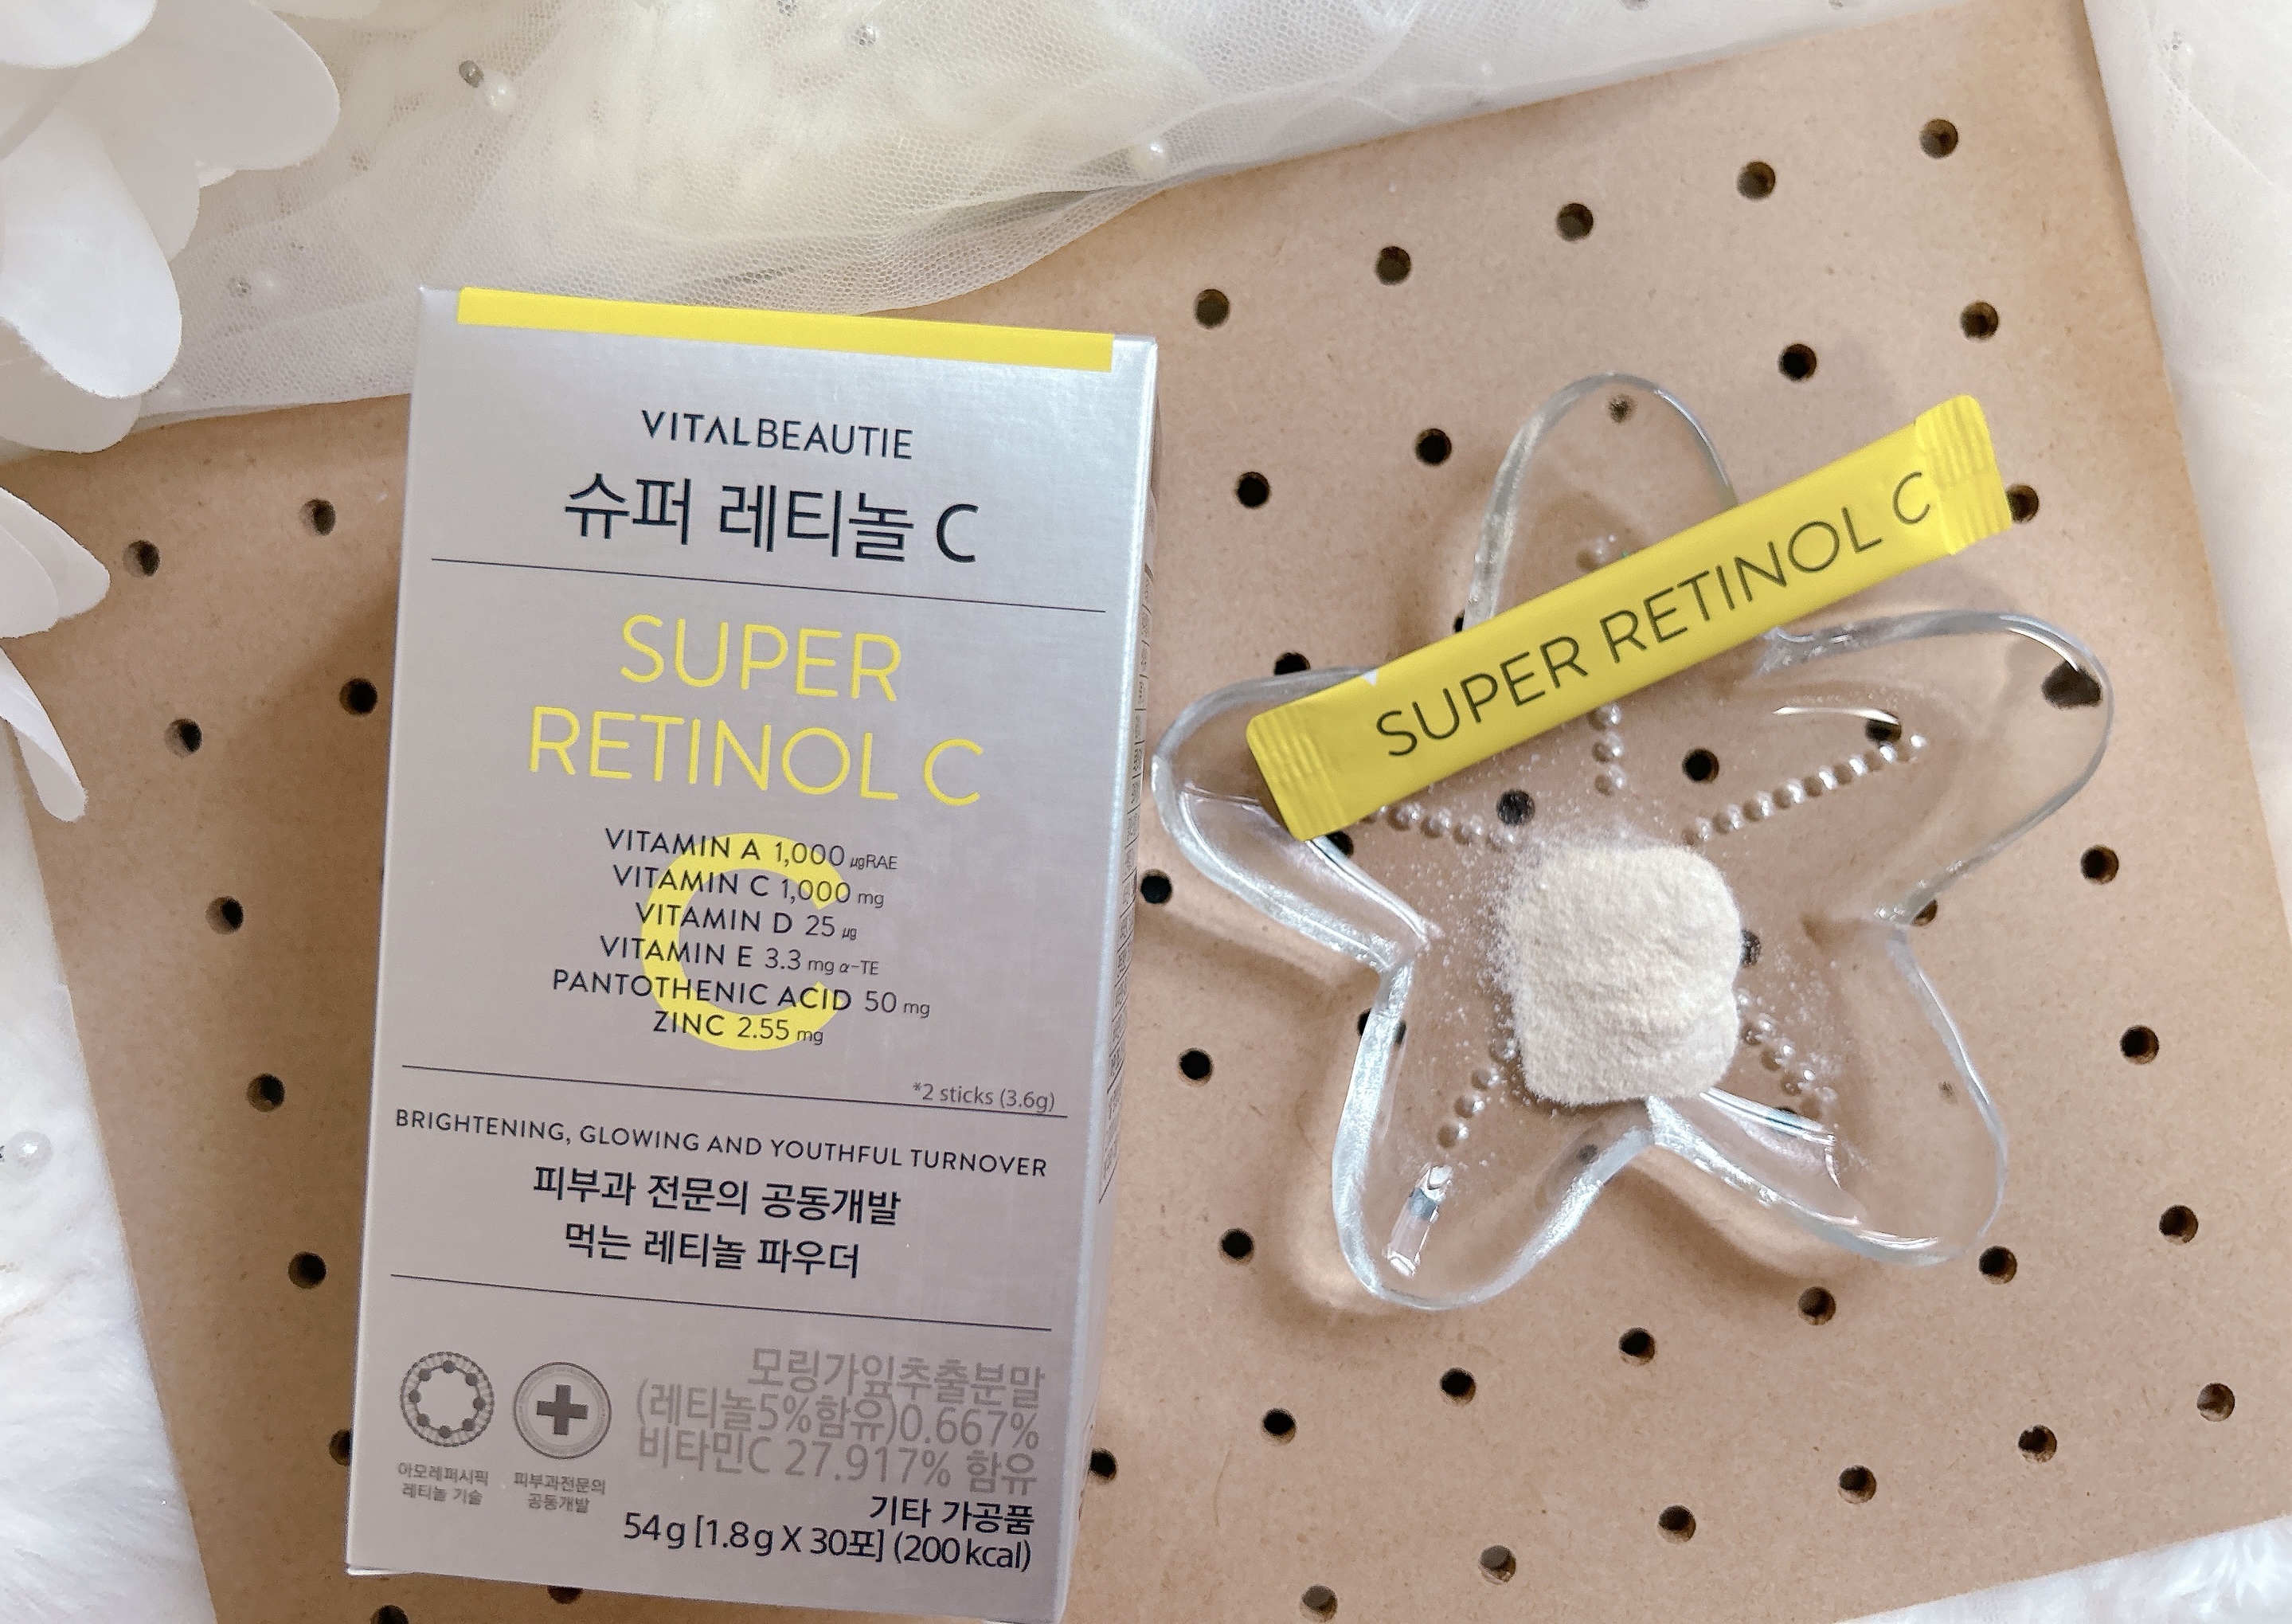 VITALBEAUTIE
슈퍼 레티놀 C
SUPER
RETINOL C
VITAMIN A 1,000 μgRAE
VITAMIN C 1,000 mg
VITAMIN D 25 μg
VITAMIN E 3.3 mg α-TE
PANTOTHENIC ACID 50 mg
ZINC 2.55 mg
C
*2 sticks (3.6g)
BRIGHTENING, GLOWING AND YOUTHFUL TURNOVER
피부과 전문의 공동개발
먹는 레티놀 파우더
아모레퍼시픽
레티놀 기술
피부과전문의
공동개발
모링가잎추출분말
(레티놀5%함유)0.667%
비타민C 27.917% 함유
기타 가공품
54g [1.8g X 30포] (200kcal)
SUPER RETINOL C